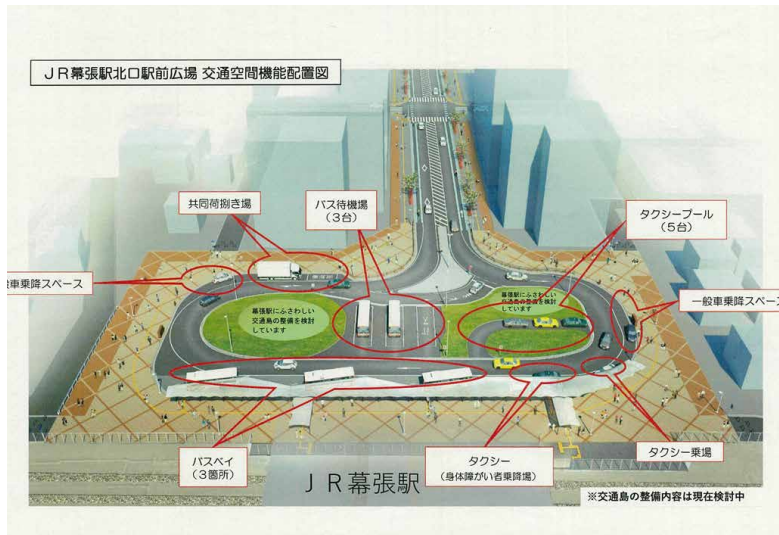 JR幕張駅北口駅前広場 交通空間機能配置図
共同荷捌き場
バス待機場
(3台)
タクシープール
(5台)
車乗降スペース
一般車乗降スペース
幕張駅にふさわしい
交通島の整備を検討
しています
幕張駅にふさわしい
交通島の整備を検討
しています
バスベイ
(3箇所)
タクシー
(身体障がい者乗降場)
タクシー乗場
JR幕張駅
※交通島の整備内容は現在検討中